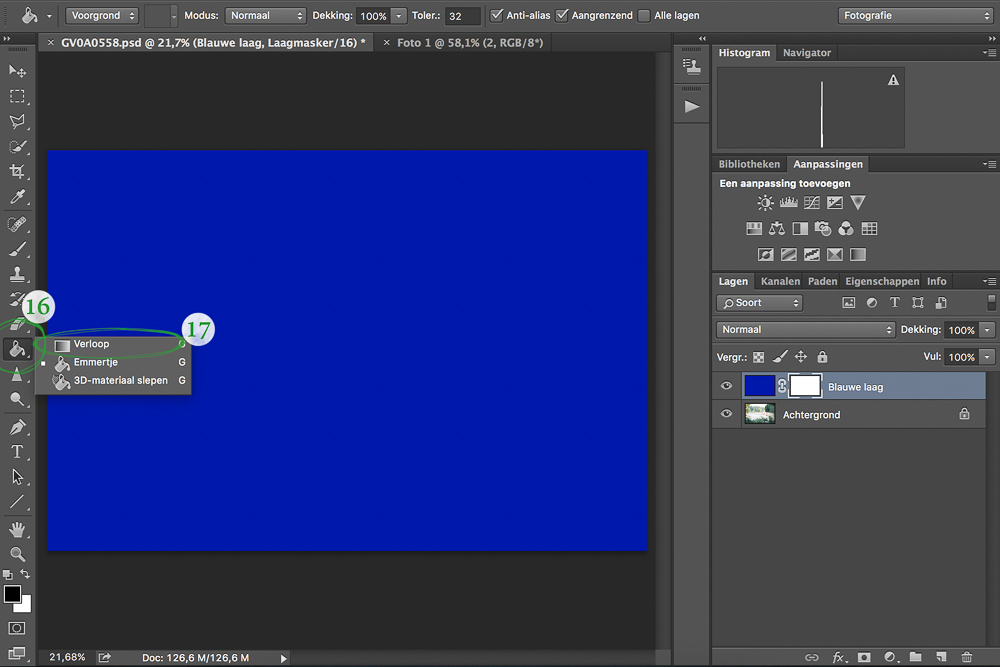 Voorgrond Modus: Normaal Dekking: 100% Toler.: 32 Anti-alias Aangrenzend Alle lagen Fotografie
× GV0A0558.psd @ 21,7% (Blauwe laag, Laagmasker/16) * × Foto 1 @ 58,1% (2, RGB/8*)
Histogram Navigator
Bibliotheken Aanpassingen
Een aanpassing toevoegen
Lagen Kanalen Paden Eigenschappen Info
Soort
Normaal Dekking: 100%
Vergr.: Vul: 100%
Blauwe laag
Achtergrond
16
17
Verloop G
Emmertje G
3D-materiaal slepen G
21,68% Doc: 126,6 M/126,6 M